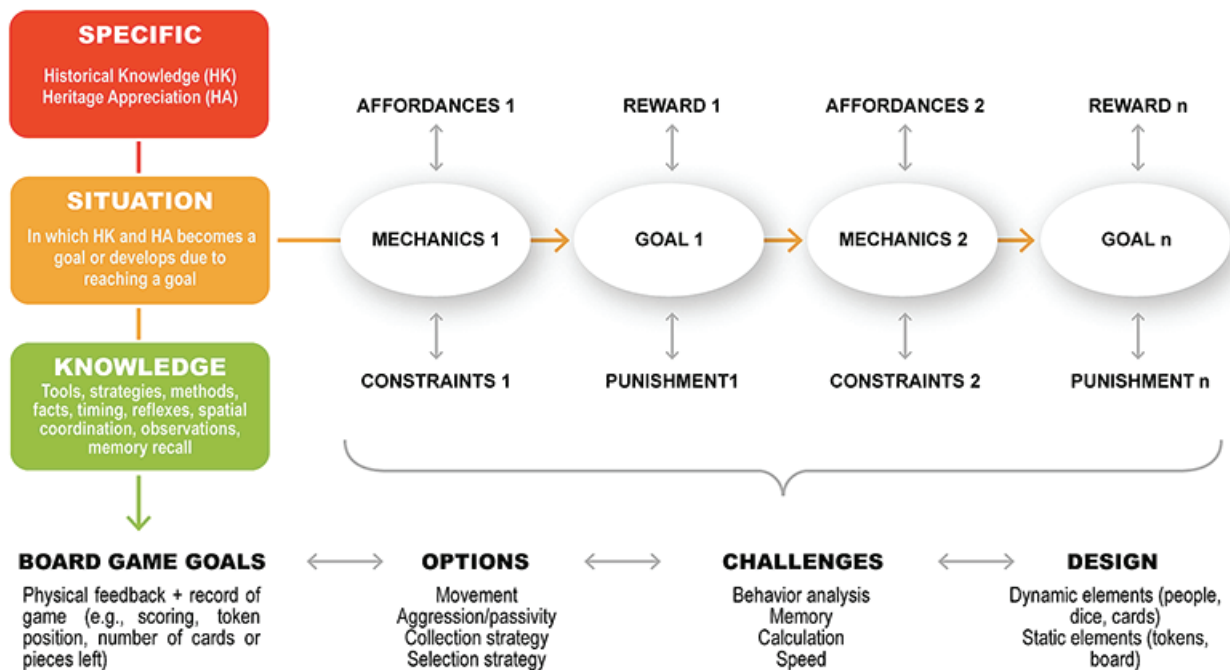 SPECIFIC
Historical Knowledge (HK)
Heritage Appreciation (HA)
SITUATION
In which HK and HA becomes a
goal or develops due to
reaching a goal
KNOWLEDGE
Tools, strategies, methods,
facts, timing, reflexes, spatial
coordination, observations,
memory recall
AFFORDANCES 1
REWARD 1
AFFORDANCES 2
REWARD n
MECHANICS 1
GOAL 1
MECHANICS 2
GOAL n
CONSTRAINTS 1
PUNISHMENT1
CONSTRAINTS 2
PUNISHMENT n
BOARD GAME GOALS
Physical feedback + record of
game (e.g., scoring, token
position, number of cards or
pieces left)
OPTIONS
Movement
Aggression/passivity
Collection strategy
Selection strategy
CHALLENGES
Behavior analysis
Memory
Calculation
Speed
DESIGN
Dynamic elements (people,
dice, cards)
Static elements (tokens,
board)